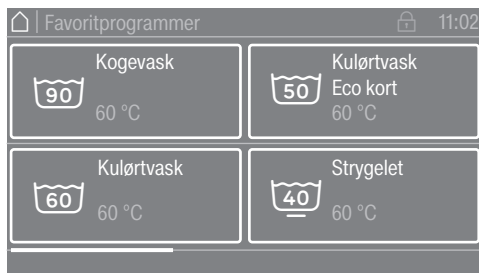 Favoritprogrammer 11:02
Kogevask
90
60 °C
Kulørtvask
50 Eco kort
60 °C
Kulørtvask
60
60 °C
Strygelet
40
60 °C